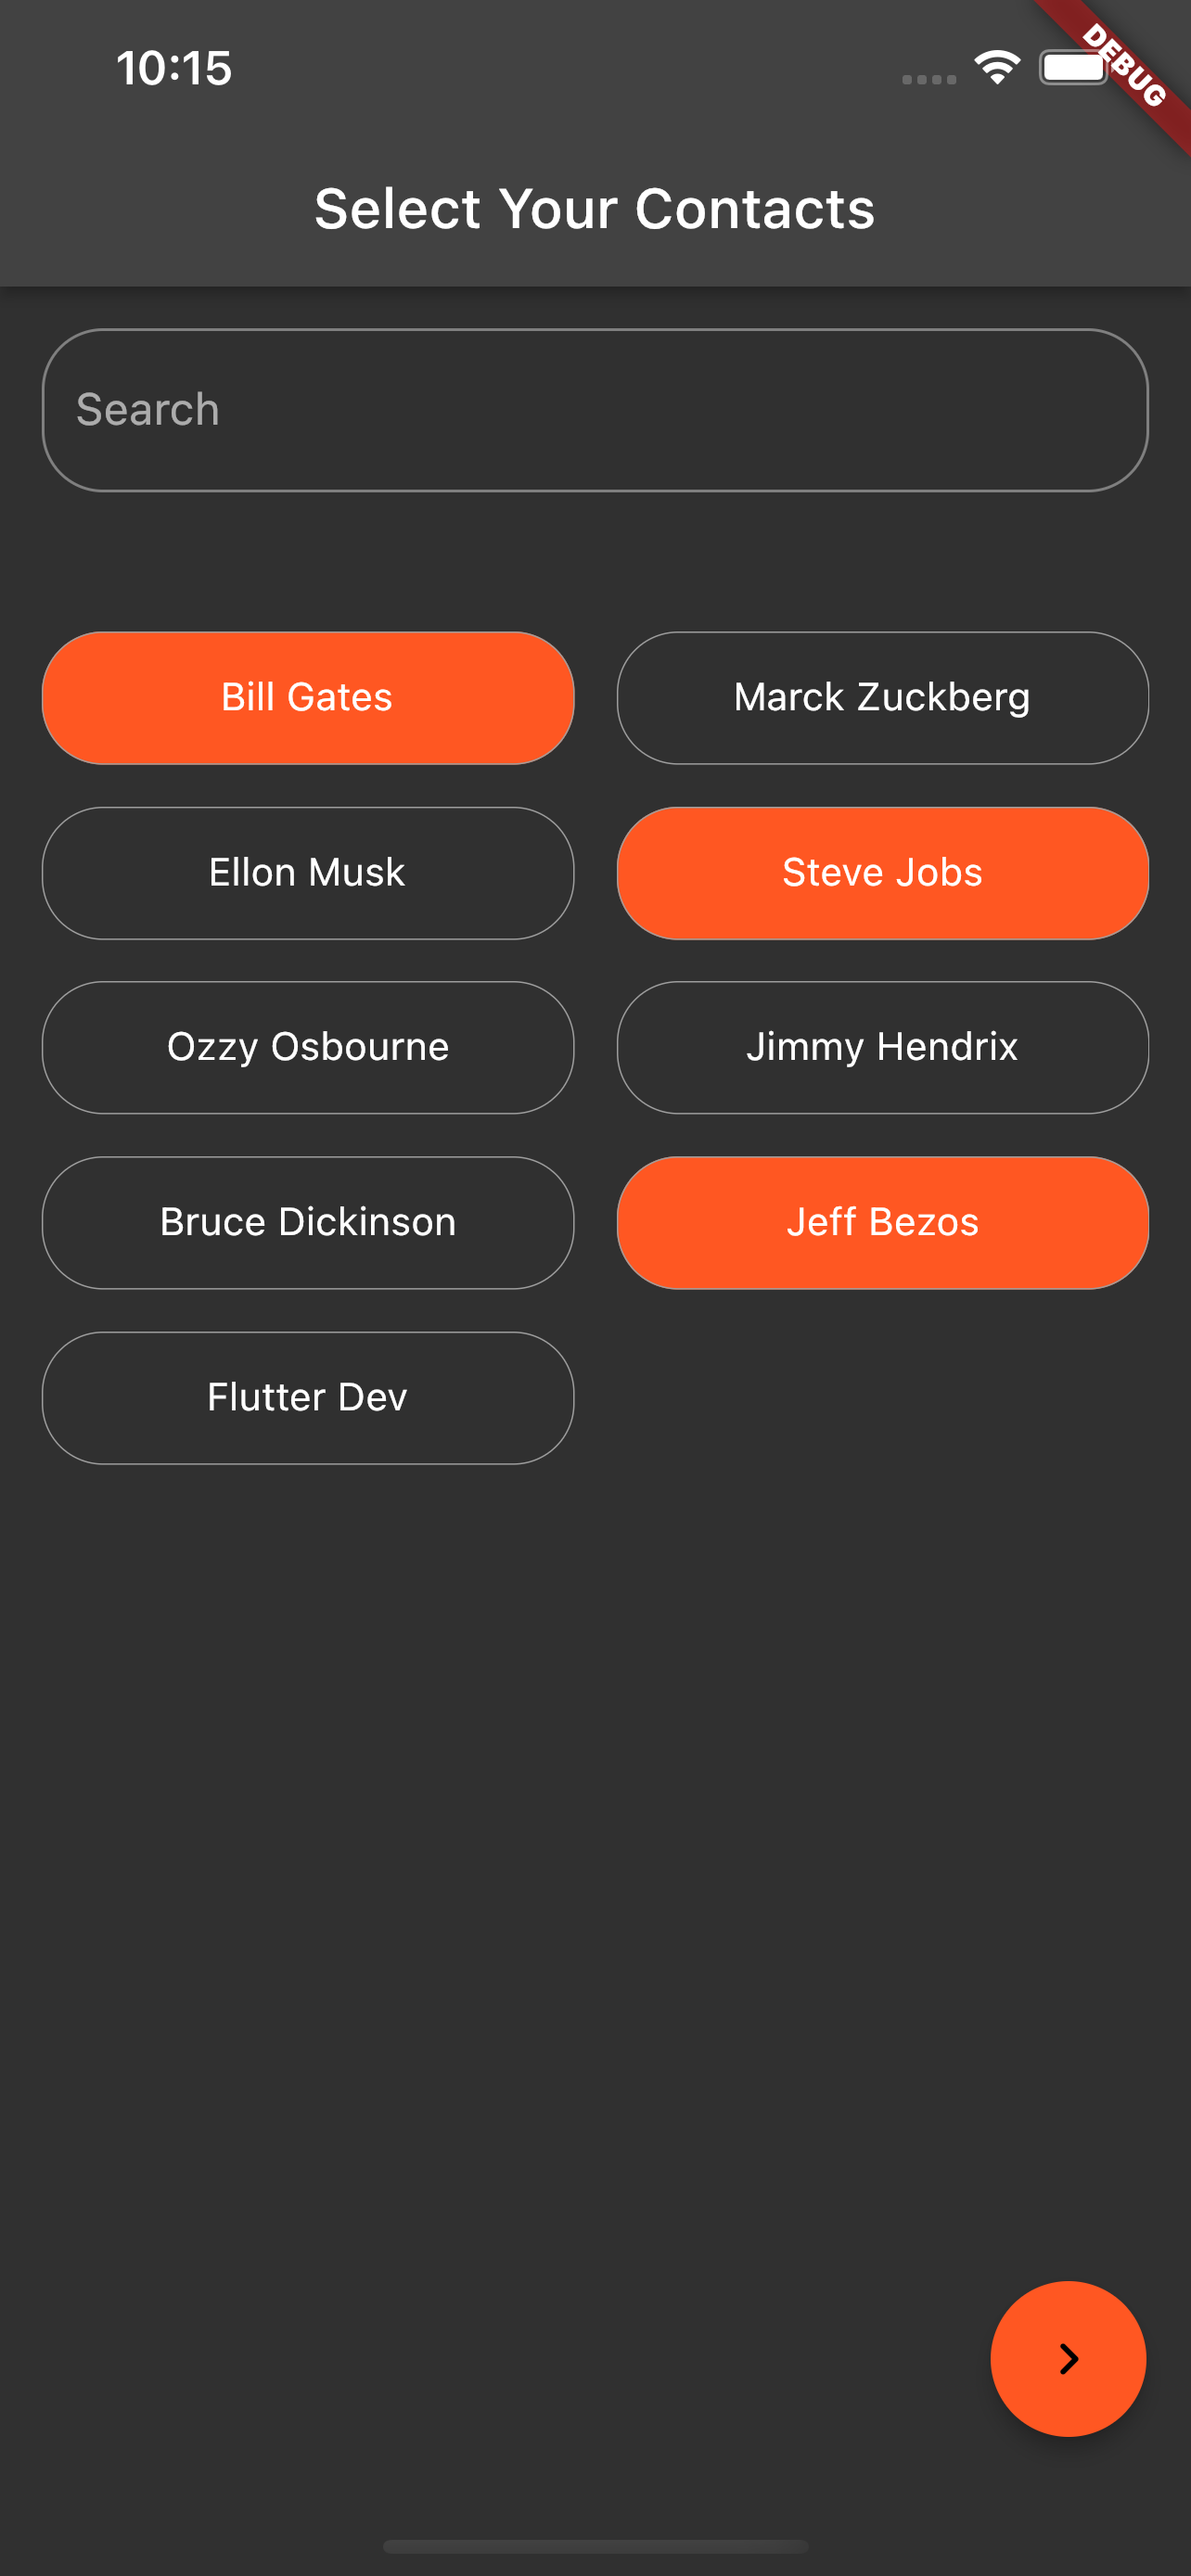 10:15
DEBUG
Select Your Contacts
Search
Bill Gates
Marck Zuckberg
Ellon Musk
Steve Jobs
Ozzy Osbourne
Jimmy Hendrix
Bruce Dickinson
Jeff Bezos
Flutter Dev